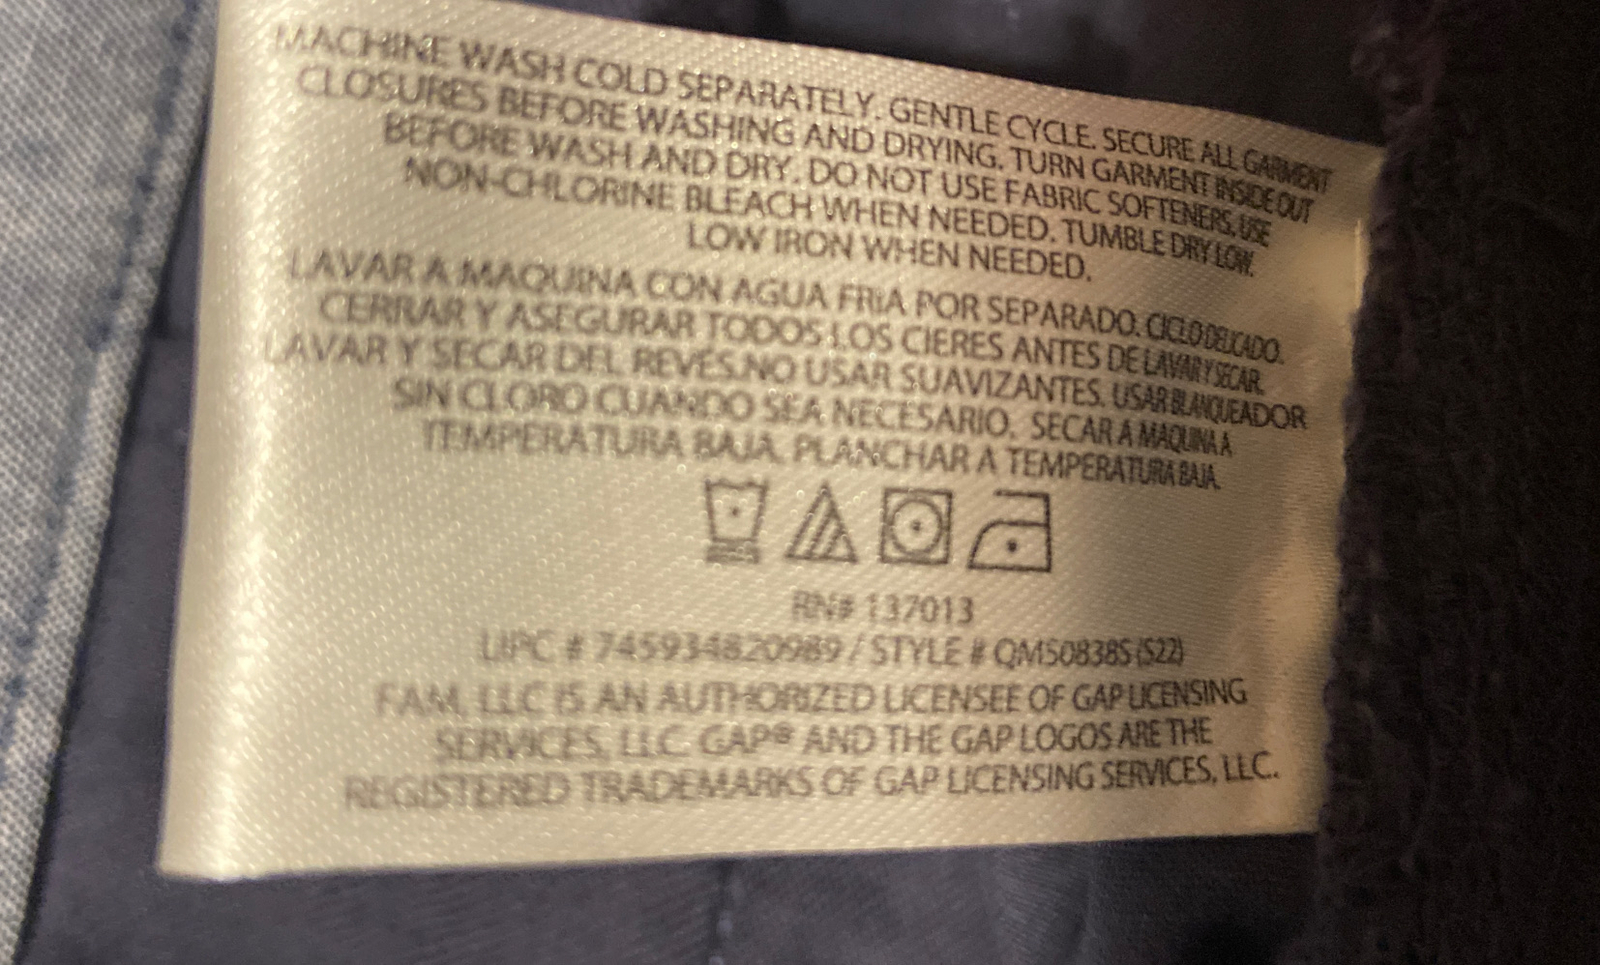 MACHINE WASH COLD SEPARATELY. GENTLE CYCLE. SECURE ALL GARMENT
CLOSURES BEFORE WASHING AND DRYING. TURN GARMENT INSIDE OUT
BEFORE WASH AND DRY. DO NOT USE FABRIC SOFTENERS, USE
NON-CHLORINE BLEACH WHEN NEEDED. TUMBLE DRY LOW.
LOW IRON WHEN NEEDED.
LAVAR A MAQUINA CON AGUA FRIA POR SEPARADO. CICLO DELICADO.
CERRAR Y ASEGURAR TODOS LOS CIERES ANTES DE LAVAR Y SECAR.
LAVAR Y SECAR DEL REVÉS.NO USAR SUAVIZANTES. USAR BLANQUEADOR
SIN CLORO CUANDO SEA NECESARIO. SECAR A MAQUINA A
TEMPERATURA BAJA. PLANCHAR A TEMPERATURA BAJA.
RN# 137013
UPC # 745934820989 / STYLE # QM50838S (S22)
FAM, LLC IS AN AUTHORIZED LICENSEE OF GAP LICENSING
SERVICES, LLC. GAP® AND THE GAP LOGOS ARE THE
REGISTERED TRADEMARKS OF GAP LICENSING SERVICES, LLC.